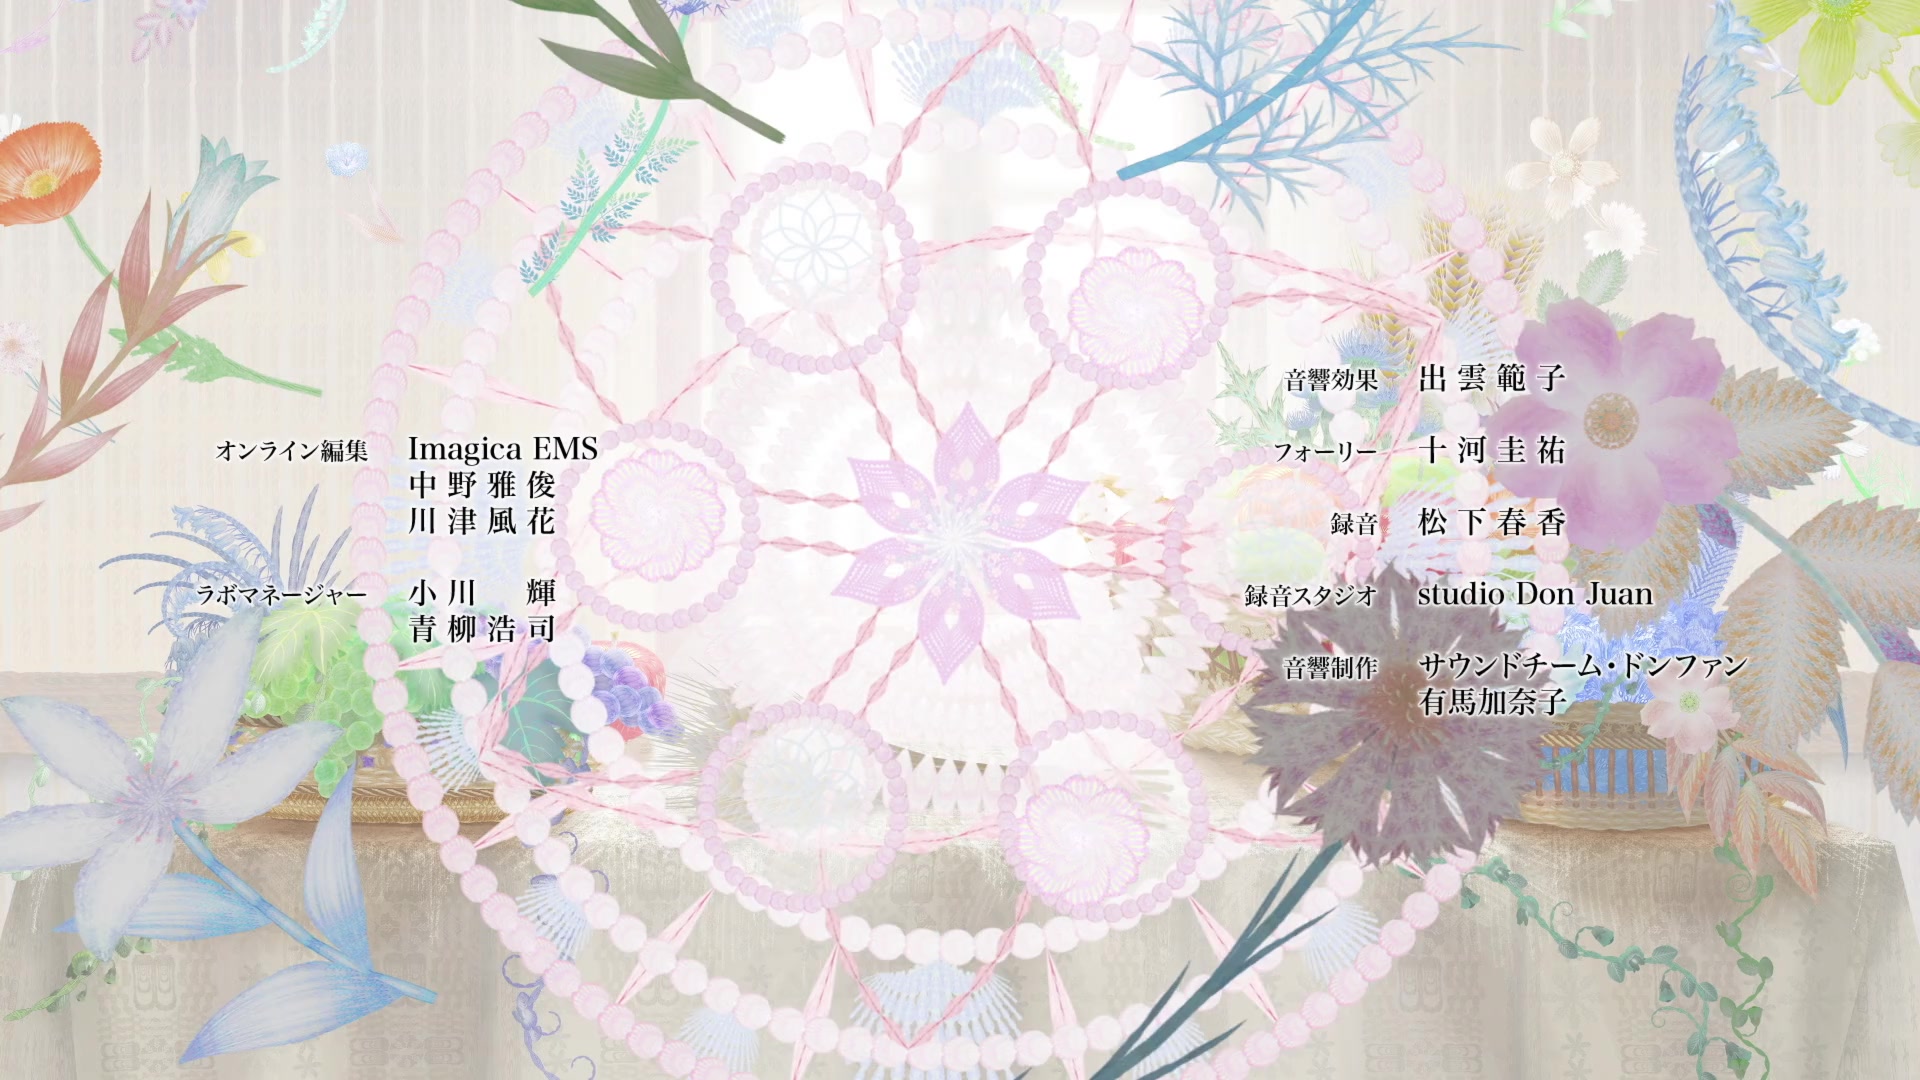 オンライン編集 Imagica EMS
中野雅俊
川津風花
ラボマネージャー 小川 輝
青柳浩司
音響効果 出雲範子
フォーリー 十河圭祐
録音 松下春香
録音スタジオ studio Don Juan
音響制作 サウンドチーム・ドンファン
有馬加奈子